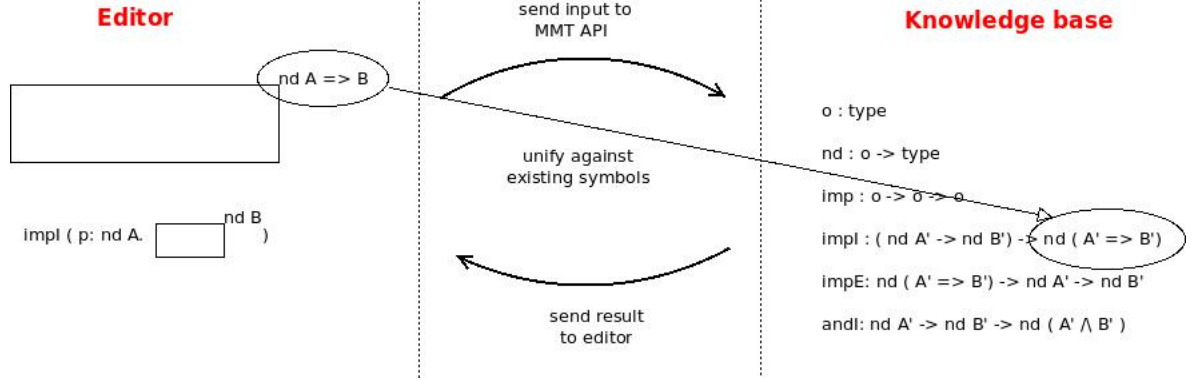 Editor
nd A => B
nd B
impI ( p: nd A. )
send input to
MMT API
unify against
existing symbols
send result
to editor
Knowledge base
o : type
nd : o -> type
imp : o -> o -> o
impI : ( nd A' -> nd B') -> nd ( A' => B')
impE: nd ( A' => B') -> nd A' -> nd B'
andI: nd A' -> nd B' -> nd ( A' /\ B' )